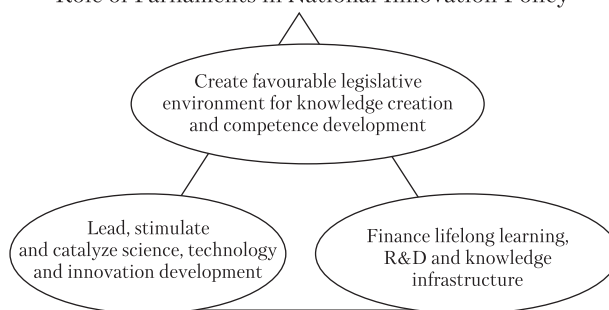 Role of Parliaments in National Innovation Policy
Create favourable legislative
environment for knowledge creation
and competence development
Lead, stimulate
and catalyze science, technology
and innovation development
Finance lifelong learning,
R&D and knowledge
infrastructure